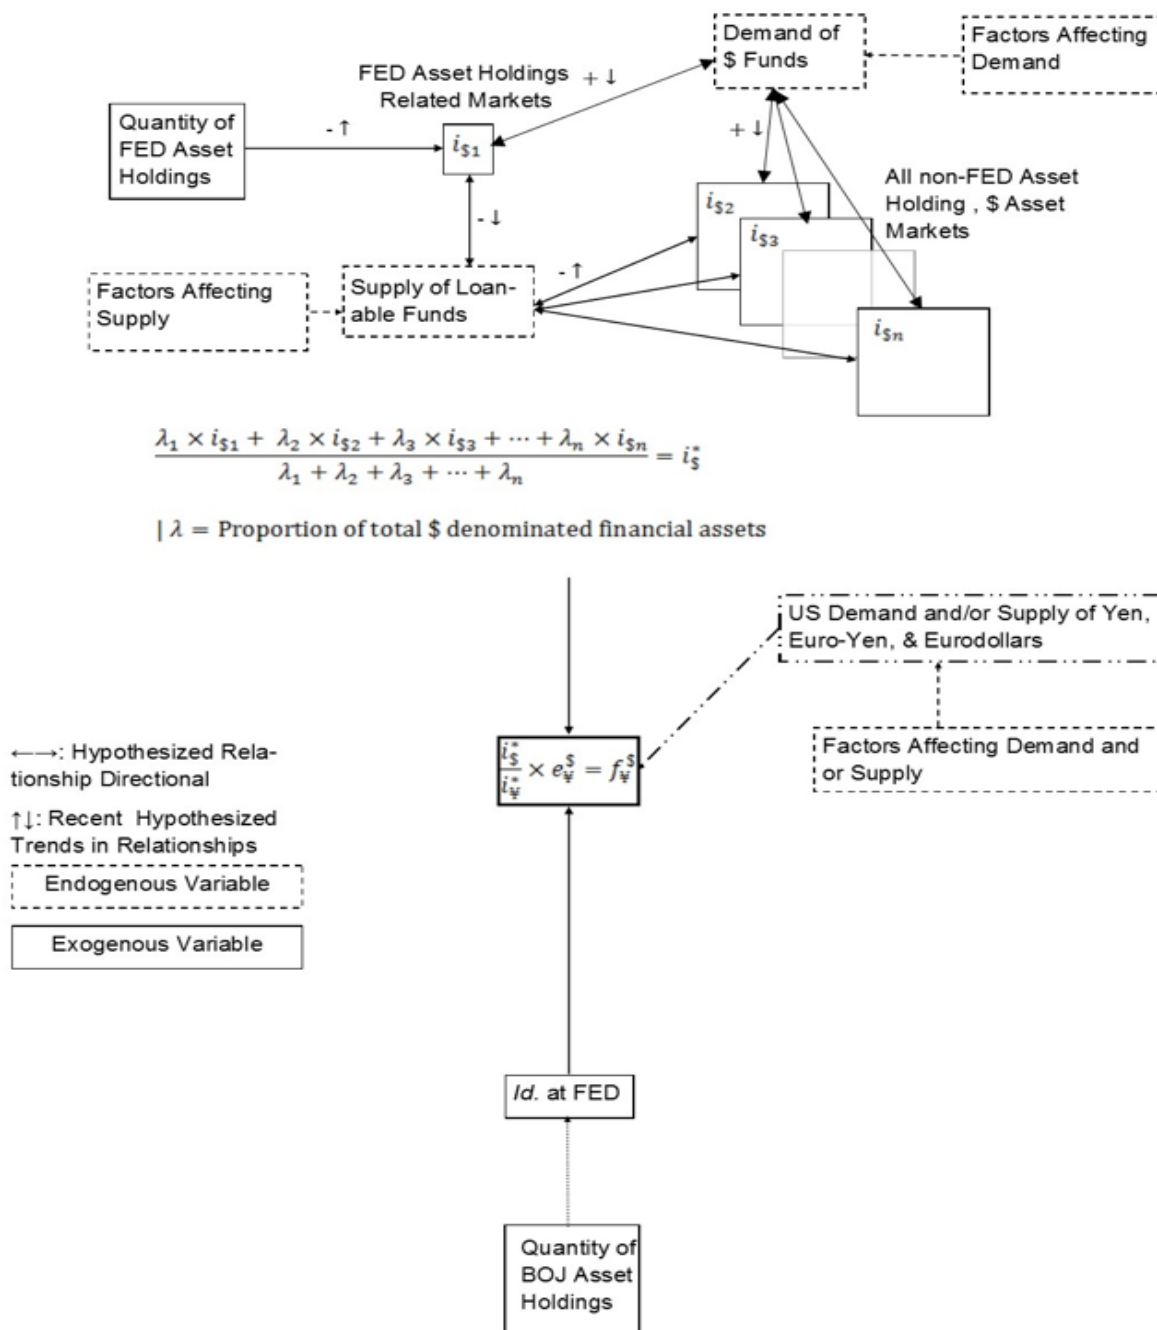 Demand of
$ Funds
Factors Affecting
Demand
FED Asset Holdings
Related Markets
+ ↓
Quantity of
FED Asset
Holdings
- ↑
i$1
+ ↓
All non-FED Asset
Holding , $ Asset
Markets
i$2
i$3
i$n
- ↓
- ↑
Factors Affecting
Supply
Supply of Loan-
able Funds
λ1 × i$1 + λ2 × i$2 + λ3 × i$3 + ⋯ + λn × i$n
λ1 + λ2 + λ3 + ⋯ + λn
= i*$
| λ = Proportion of total $ denominated financial assets
US Demand and/or Supply of Yen,
Euro-Yen, & Eurodollars
Factors Affecting Demand and
or Supply
i*$ / i*¥ × e$¥ = f$¥
←→: Hypothesized Rela-
tionship Directional
↑↓: Recent Hypothesized
Trends in Relationships
Endogenous Variable
Exogenous Variable
Id. at FED
Quantity of
BOJ Asset
Holdings